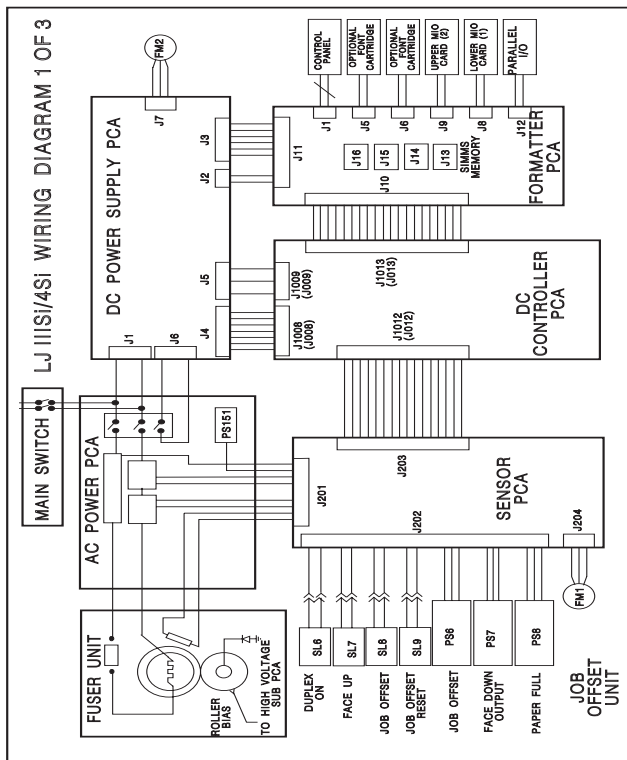 LJ IIISi/4Si WIRING DIAGRAM 1 OF 3
MAIN SWITCH
AC POWER PCA
PS151
FUSER UNIT
ROLLER
BIAS
TO HIGH VOLTAGE
SUB PCA
DC POWER SUPPLY PCA
FM2
J7
J1
J6
J4
J5
J2
J3
J1008
(J008)
J1009
(J009)
J11
CONTROL
PANEL
OPTIONAL
FONT
CARTRIDGE
OPTIONAL
FONT
CARTRIDGE
UPPER MIO
CARD (2)
LOWER MIO
CARD (1)
PARALLEL
I/O
J1
J5
J6
J9
J8
J12
J16
J15
J14
J13
SIMMS
MEMORY
J10
FORMATTER
PCA
J1013
(J013)
J1012
(J012)
DC
CONTROLLER
PCA
J201
J203
J202
J204
SENSOR
PCA
FM1
SL6
SL7
SL8
SL9
PS6
PS7
PS8
DUPLEX
ON
FACE UP
JOB OFFSET
JOB OFFSET
RESET
JOB OFFSET
FACE DOWN
OUTPUT
PAPER FULL
JOB
OFFSET
UNIT